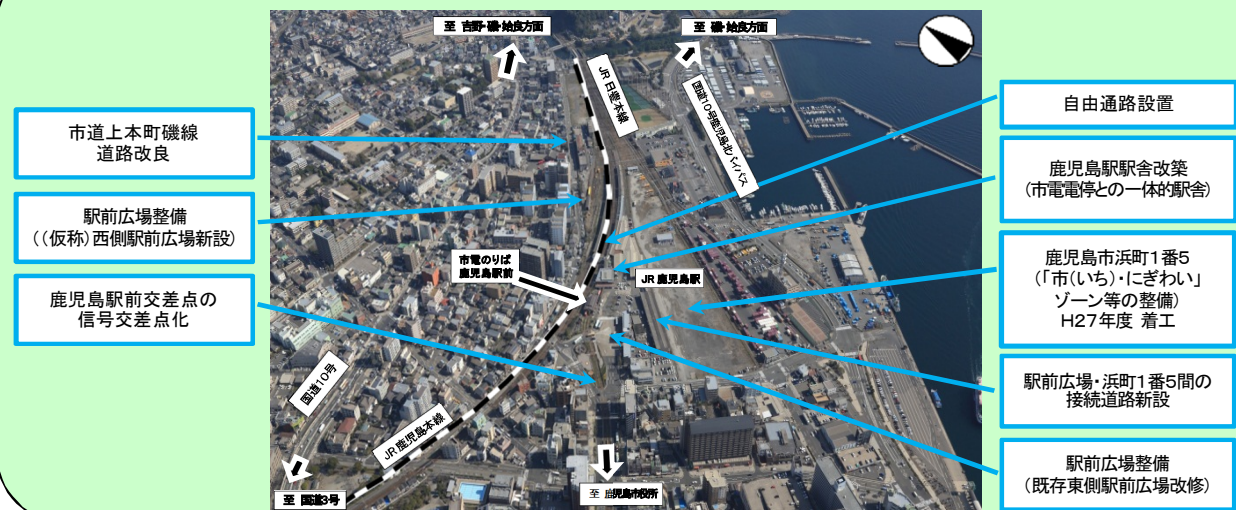 至 吉野・磯・姶良方面
至 磯・姶良方面
JR日豊本線
国道10号鹿児島北バイパス
市道上本町磯線
道路改良
駅前広場整備
((仮称)西側駅前広場新設)
鹿児島駅前交差点の
信号交差点化
市電のりば
鹿児島駅前
JR 鹿児島駅
国道10号
JR鹿児島本線
至 国道3号
至 鹿児島市役所
自由通路設置
鹿児島駅駅舎改築
(市電電停との一体的駅舎)
鹿児島市浜町1番5
(「市(いち)・にぎわい」
ゾーン等の整備)
H27年度 着工
駅前広場・浜町1番5間の
接続道路新設
駅前広場整備
(既存東側駅前広場改修)